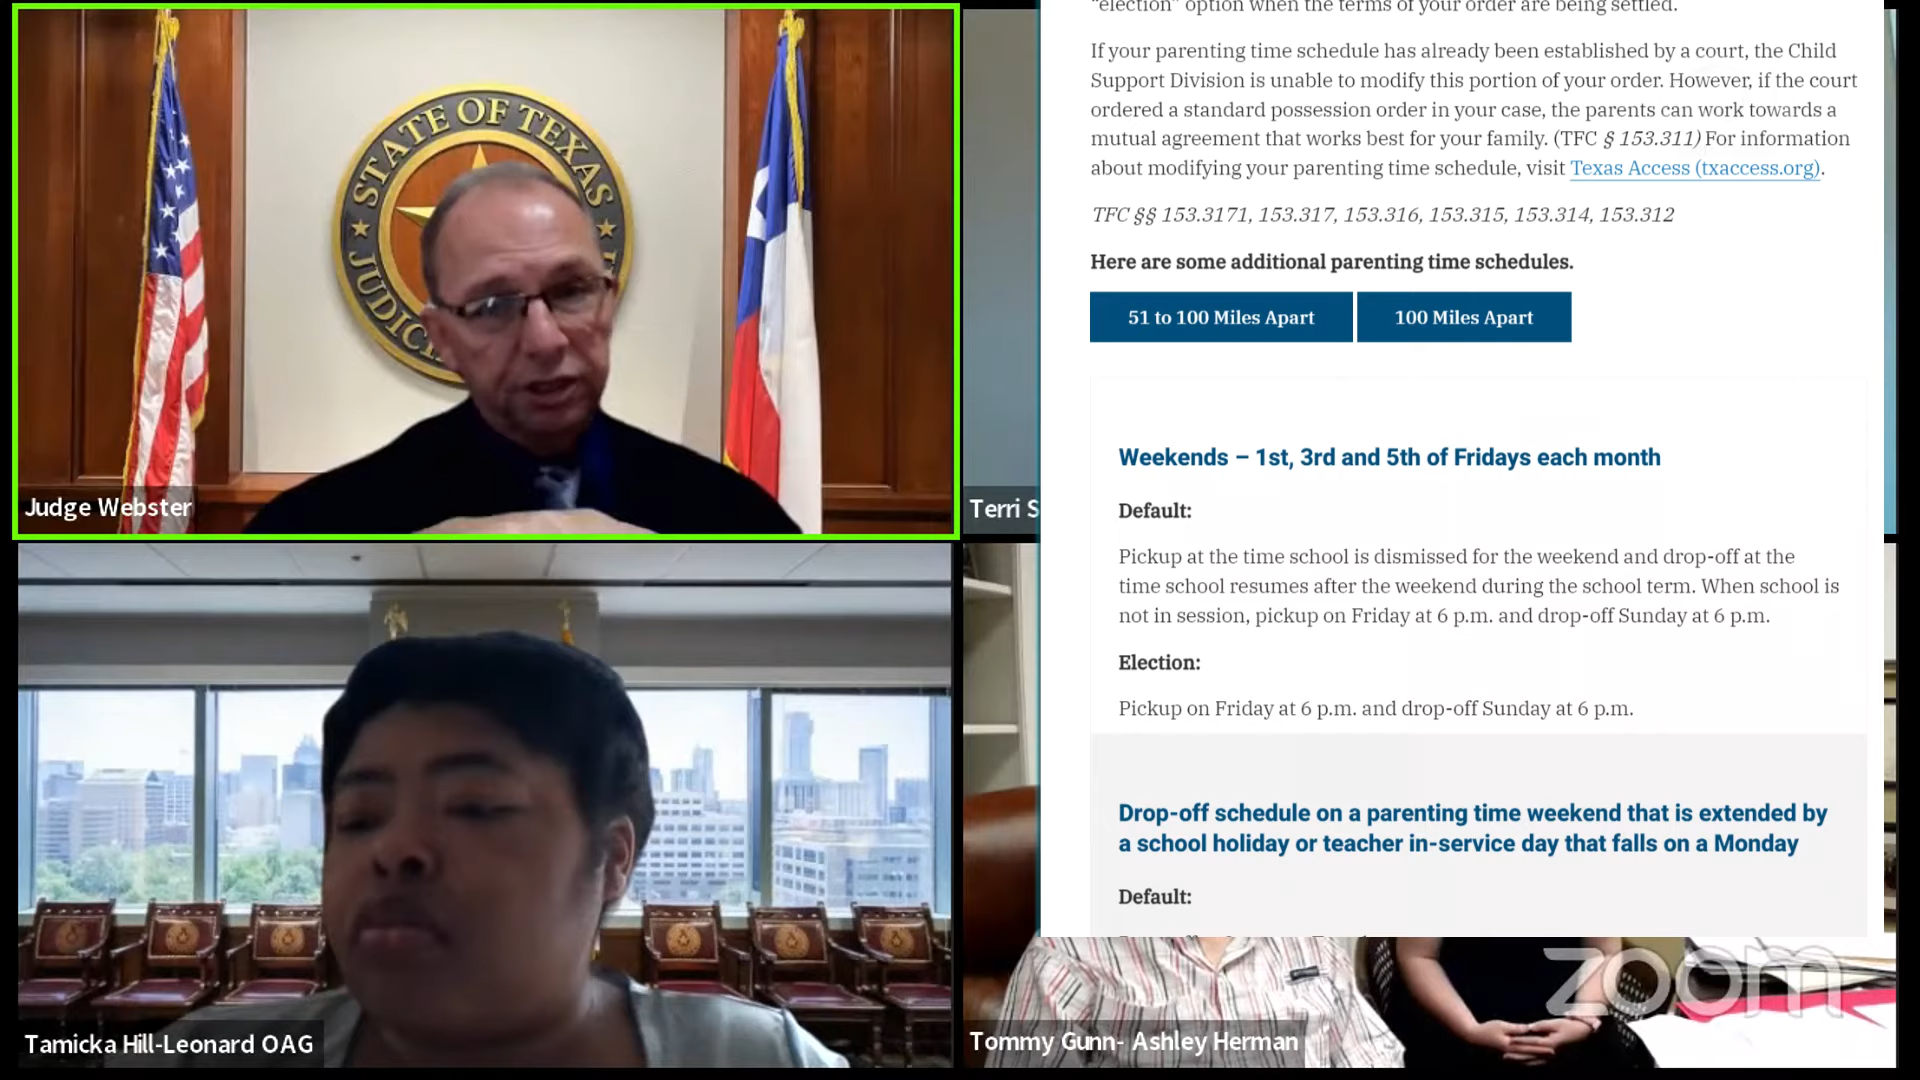 STATE OF TEXAS
JUDIC
Judge Webster
Terri S
"election" option when the terms of your order are being settled.
If your parenting time schedule has already been established by a court, the Child
Support Division is unable to modify this portion of your order. However, if the court
ordered a standard possession order in your case, the parents can work towards a
mutual agreement that works best for your family. (TFC § 153.311) For information
about modifying your parenting time schedule, visit Texas Access (txaccess.org).
TFC §§ 153.3171, 153.317, 153.316, 153.315, 153.314, 153.312
Here are some additional parenting time schedules.
51 to 100 Miles Apart
100 Miles Apart
Weekends – 1st, 3rd and 5th of Fridays each month
Default:
Pickup at the time school is dismissed for the weekend and drop-off at the
time school resumes after the weekend during the school term. When school is
not in session, pickup on Friday at 6 p.m. and drop-off Sunday at 6 p.m.
Election:
Pickup on Friday at 6 p.m. and drop-off Sunday at 6 p.m.
Drop-off schedule on a parenting time weekend that is extended by
a school holiday or teacher in-service day that falls on a Monday
Default:
Tamicka Hill-Leonard OAG
Tommy Gunn- Ashley Herman
zoom